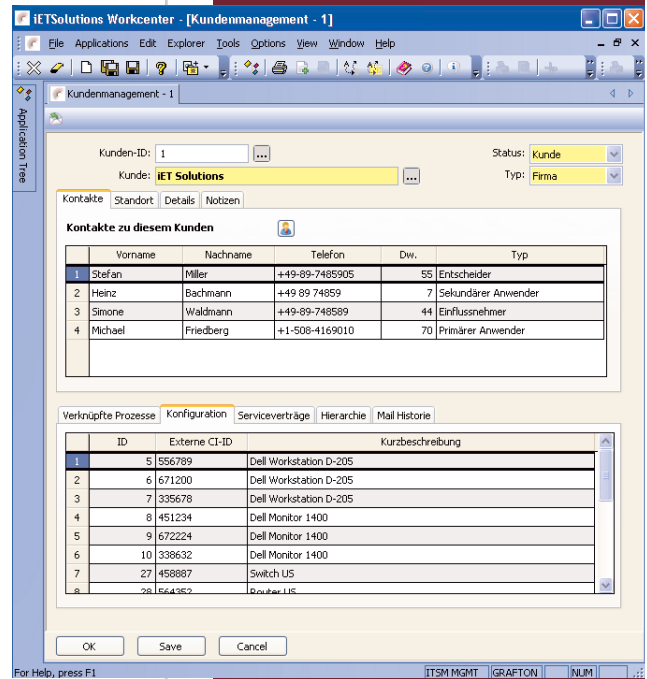 iETSolutions Workcenter - [Kundenmanagement - 1]
File Applications Edit Explorer Tools Options View Window Help
Kundenmanagement - 1
Application Tree
Kunden-ID: 1 ... Status: Kunde
Kunde: iET Solutions ... Typ: Firma
Kontakte Standort Details Notizen
Kontakte zu diesem Kunden
Vorname Nachname Telefon Dw. Typ
1 Stefan Miller +49-89-7485905 55 Entscheider
2 Heinz Bachmann +49 89 74859 7 Sekundärer Anwender
3 Simone Waldmann +49-89-748589 44 Einflussnehmer
4 Michael Friedberg +1-508-4169010 70 Primärer Anwender
Verknüpfte Prozesse Konfiguration Serviceverträge Hierarchie Mail Historie
ID Externe CI-ID Kurzbeschreibung
1 5 556789 Dell Workstation D-205
2 6 671200 Dell Workstation D-205
3 7 335678 Dell Workstation D-205
4 8 451234 Dell Monitor 1400
5 9 672224 Dell Monitor 1400
6 10 338632 Dell Monitor 1400
7 27 458887 Switch US
8 28 564352 Router US
OK Save Cancel
For Help, press F1 ITSM MGMT GRAFTON NUM